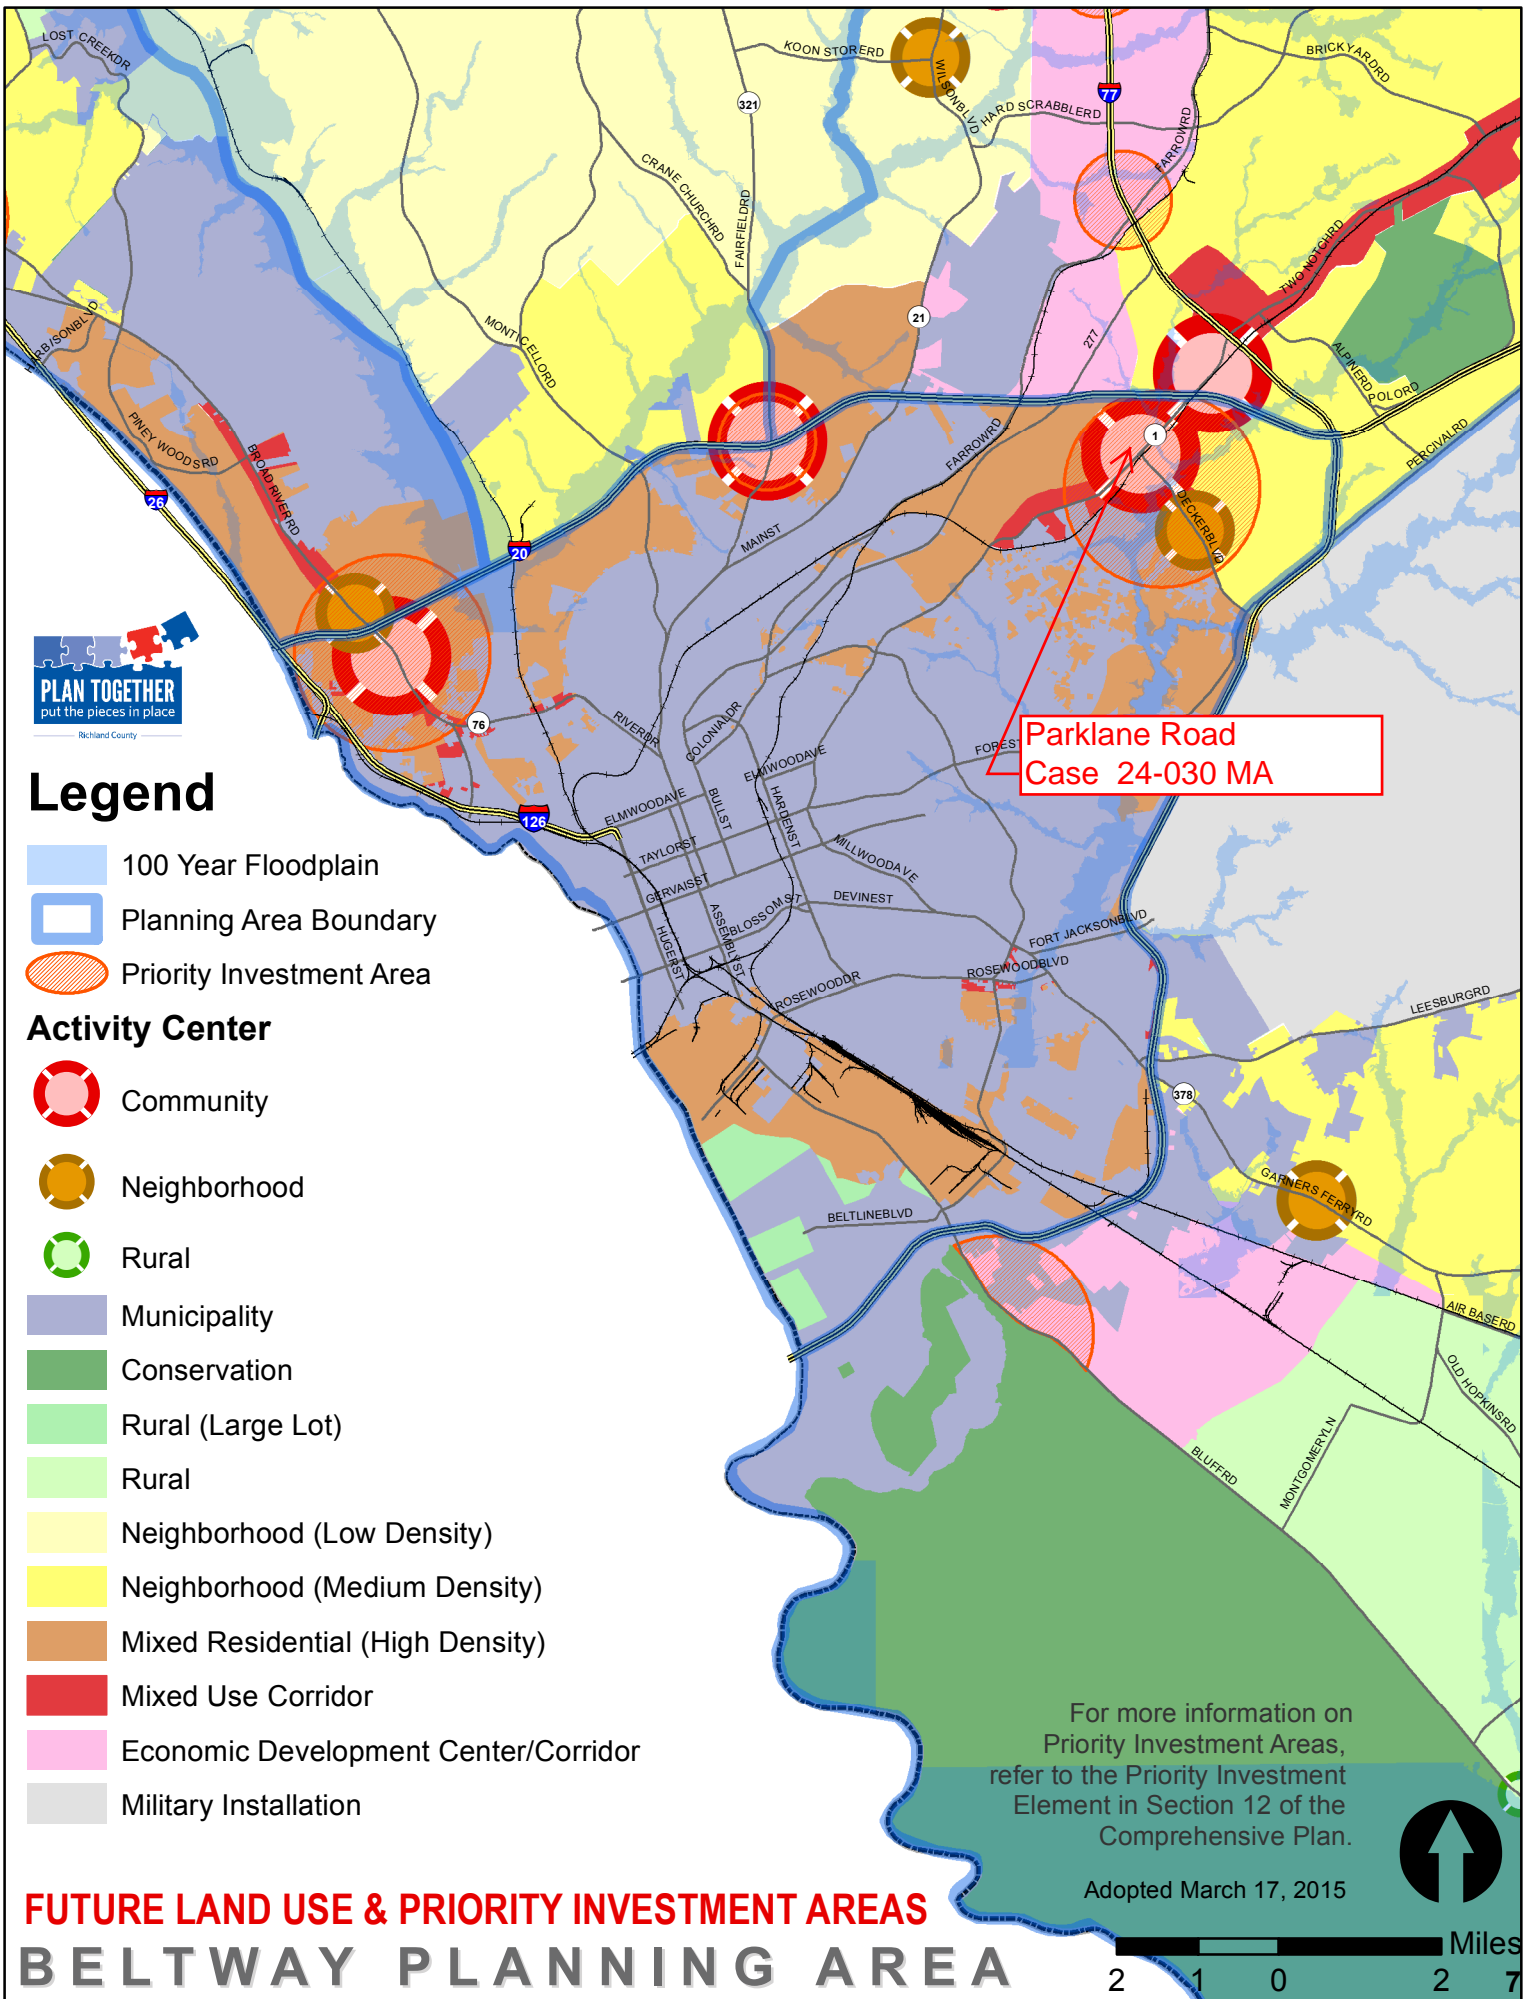 LOST CREEKDR
KOON STORERD
WILSONBLVD
BRICKYARDRD
321
77
HARD SCRABBLERD
FARROWRD
CRANE CHURCHRD
FAIRFIELDRD
TWO NOTCHRD
HARBISONBLVD
MONTICELLORD
21
277
ALPINERD
POLORD
PINEY WOODSRD
BROAD RIVERRD
FARROWRD
1
PERCIVALRD
26
DECKERBLVD
20
MAINST
PLAN TOGETHER
put the pieces in place
Richland County
76
RIVERDR
COLONIALDR
FOREST
Parklane Road
Case 24-030 MA
ELMWOODAVE
Legend
126
ELMWOODAVE
BULLST
HARDENST
TAYLORST
MILLWOODAVE
100 Year Floodplain
GERVAISST
DEVINEST
Planning Area Boundary
ASSEMBLYST
BLOSSOM ST
FORT JACKSONBLVD
HUGERST
Priority Investment Area
ROSEWOODDR
ROSEWOODBLVD
LEESBURGRD
Activity Center
Community
378
Neighborhood
GARNERS FERRYRD
BELTLINEBLVD
Rural
Municipality
AIR BASERD
Conservation
OLD HOPKINSRD
Rural (Large Lot)
MONTGOMERYLN
BLUFFRD
Rural
Neighborhood (Low Density)
Neighborhood (Medium Density)
Mixed Residential (High Density)
Mixed Use Corridor
Economic Development Center/Corridor
Military Installation
For more information on
Priority Investment Areas,
refer to the Priority Investment
Element in Section 12 of the
Comprehensive Plan.
Adopted March 17, 2015
FUTURE LAND USE & PRIORITY INVESTMENT AREAS
BELTWAY PLANNING AREA
Miles
2 1 0 2 7